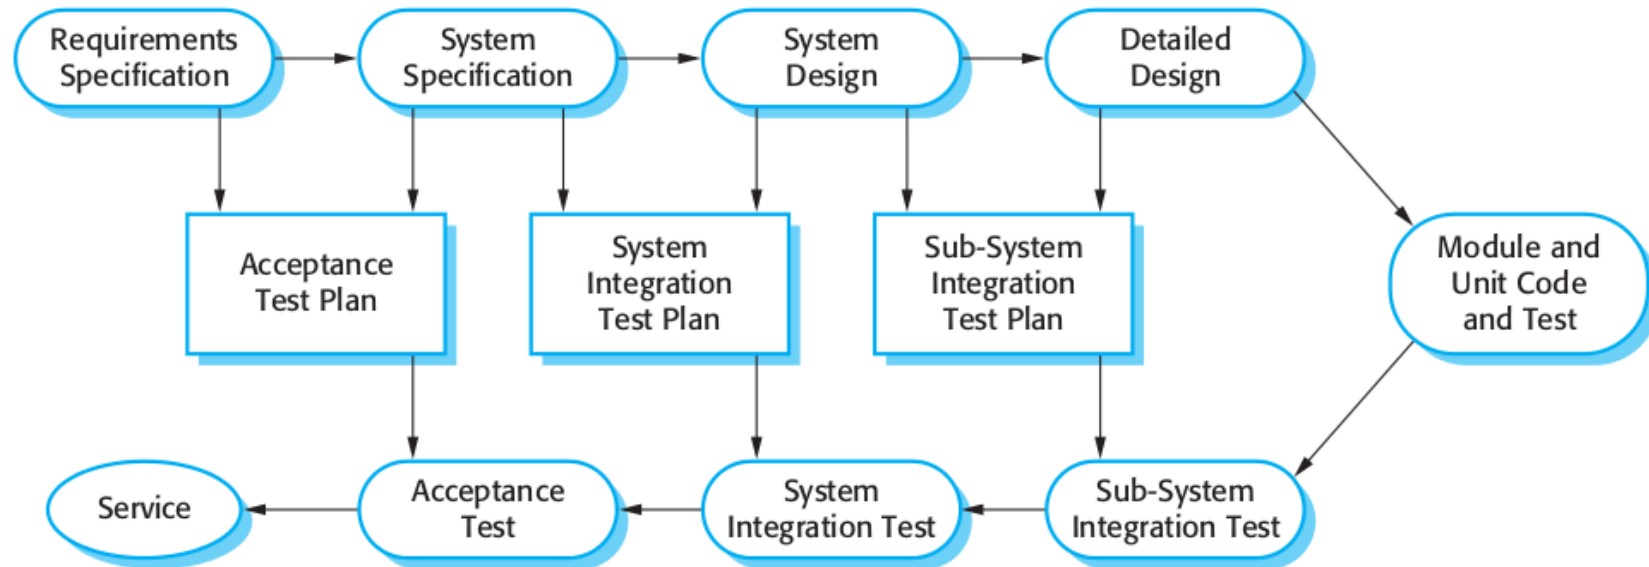 Requirements
Specification
System
Specification
System
Design
Detailed
Design
Acceptance
Test Plan
System
Integration
Test Plan
Sub-System
Integration
Test Plan
Module and
Unit Code
and Test
Service
Acceptance
Test
System
Integration Test
Sub-System
Integration Test